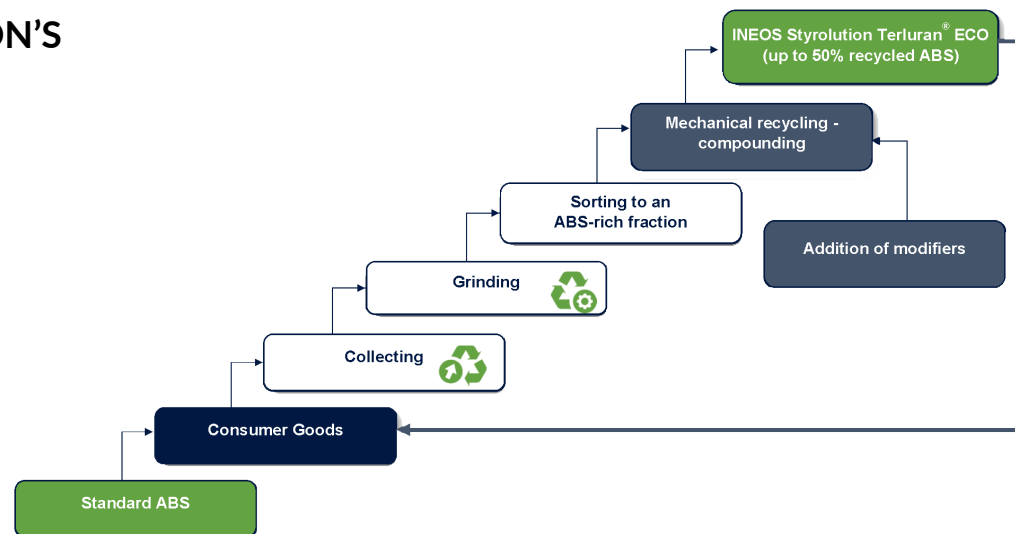 INEOS Styrolution Terluran® ECO
(up to 50% recycled ABS)
Mechanical recycling -
compounding
Sorting to an
ABS-rich fraction
Addition of modifiers
Grinding
Collecting
Consumer Goods
Standard ABS